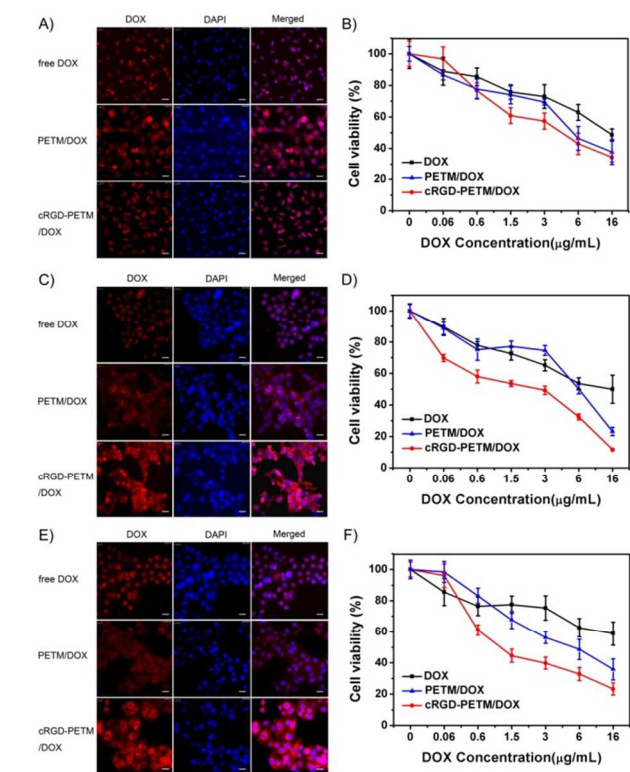 A) DOX DAPI Merged
free DOX
PETM/DOX
cRGD-PETM
/DOX
B)
Cell viability (%)
100
80
60
40
20
0
DOX
PETM/DOX
cRGD-PETM/DOX
0 0.06 0.6 1.5 3 6 16
DOX Concentration(μg/mL)
C) DOX DAPI Merged
free DOX
PETM/DOX
cRGD-PETM
/DOX
D)
Cell viability (%)
100
80
60
40
20
0
DOX
PETM/DOX
cRGD-PETM/DOX
0 0.06 0.6 1.5 3 6 16
DOX Concentration(μg/mL)
E) DOX DAPI Merged
free DOX
PETM/DOX
cRGD-PETM
/DOX
F)
Cell viability (%)
100
80
60
40
20
0
DOX
PETM/DOX
cRGD-PETM/DOX
0 0.06 0.6 1.5 3 6 16
DOX Concentration(μg/mL)